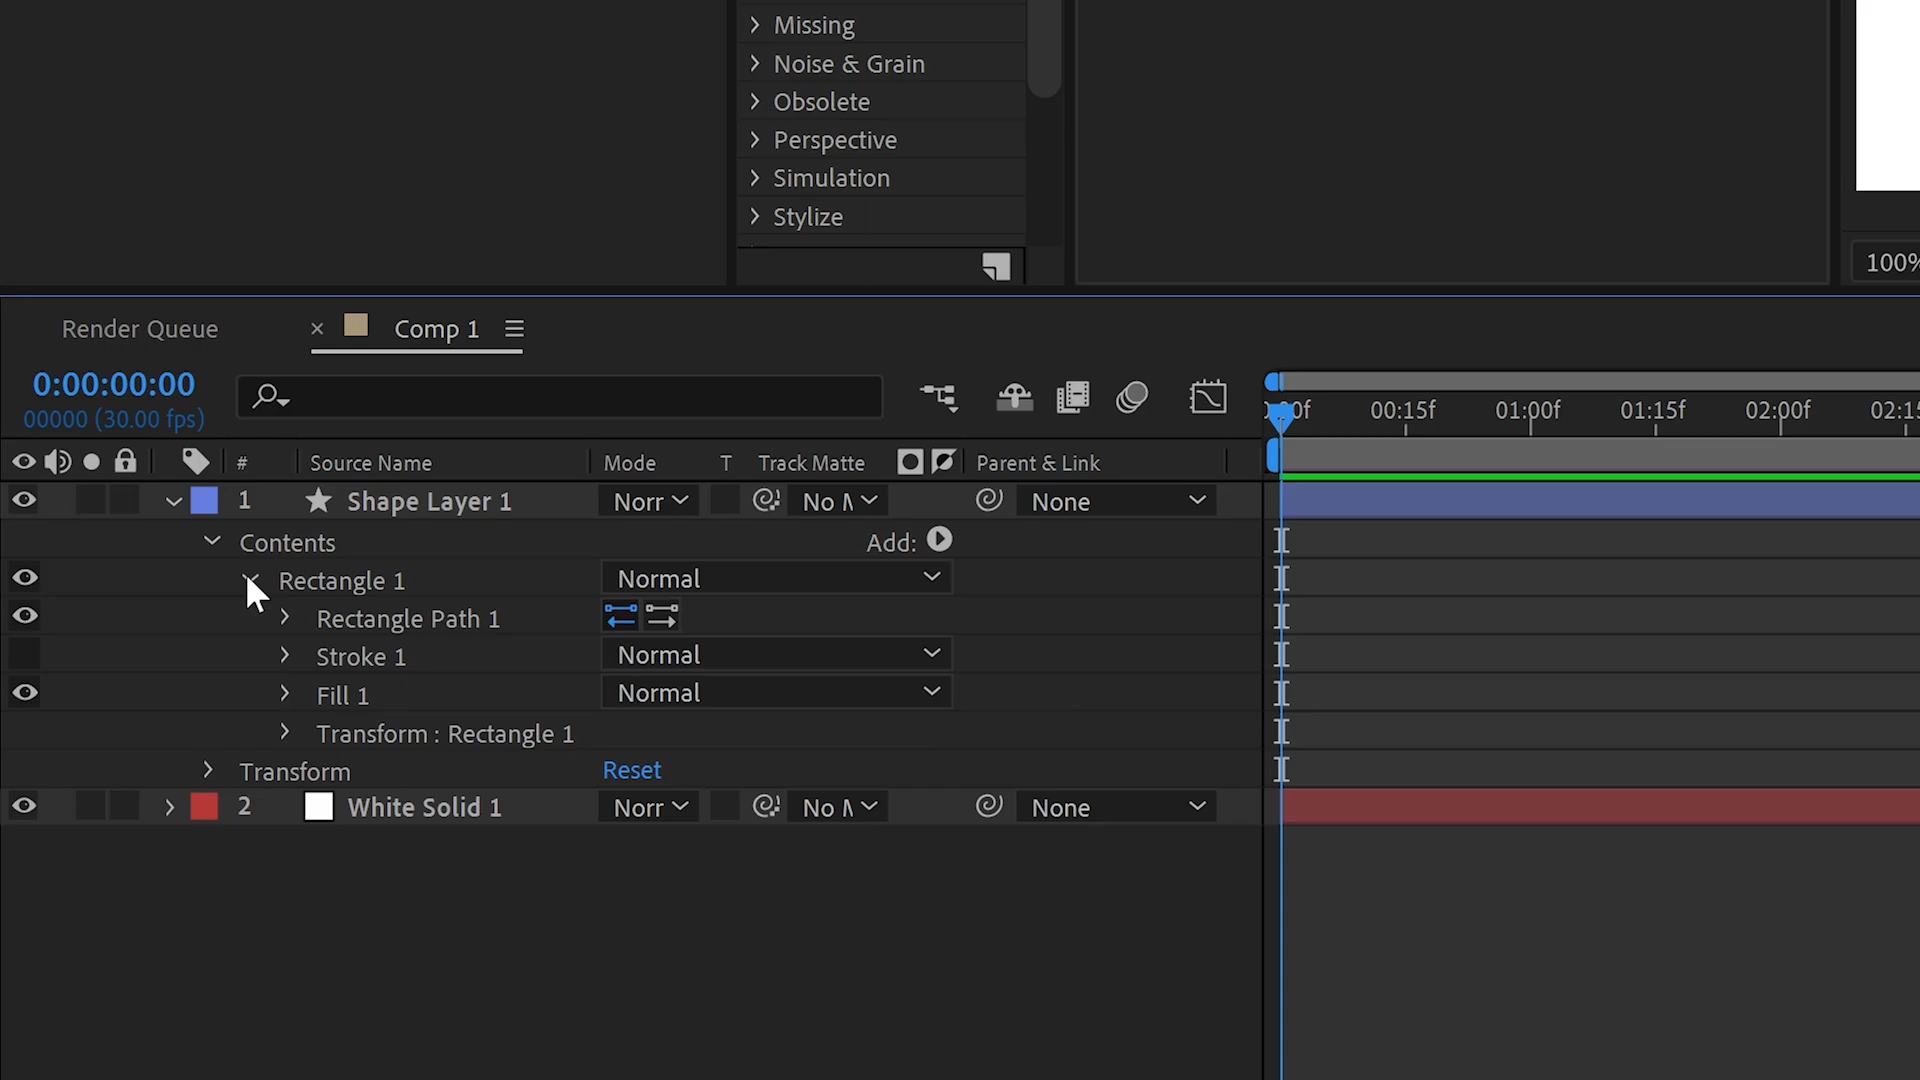 Missing
Noise & Grain
Obsolete
Perspective
Simulation
Stylize
100%
Render Queue
× Comp 1
0:00:00:00
00000 (30.00 fps)
00:15f 01:00f 01:15f 02:00f 02:15
# Source Name Mode T Track Matte Parent & Link
1 Shape Layer 1 Norr No None
Contents Add:
Rectangle 1 Normal
Rectangle Path 1
Stroke 1 Normal
Fill 1 Normal
Transform : Rectangle 1
Transform Reset
2 White Solid 1 Norr No None